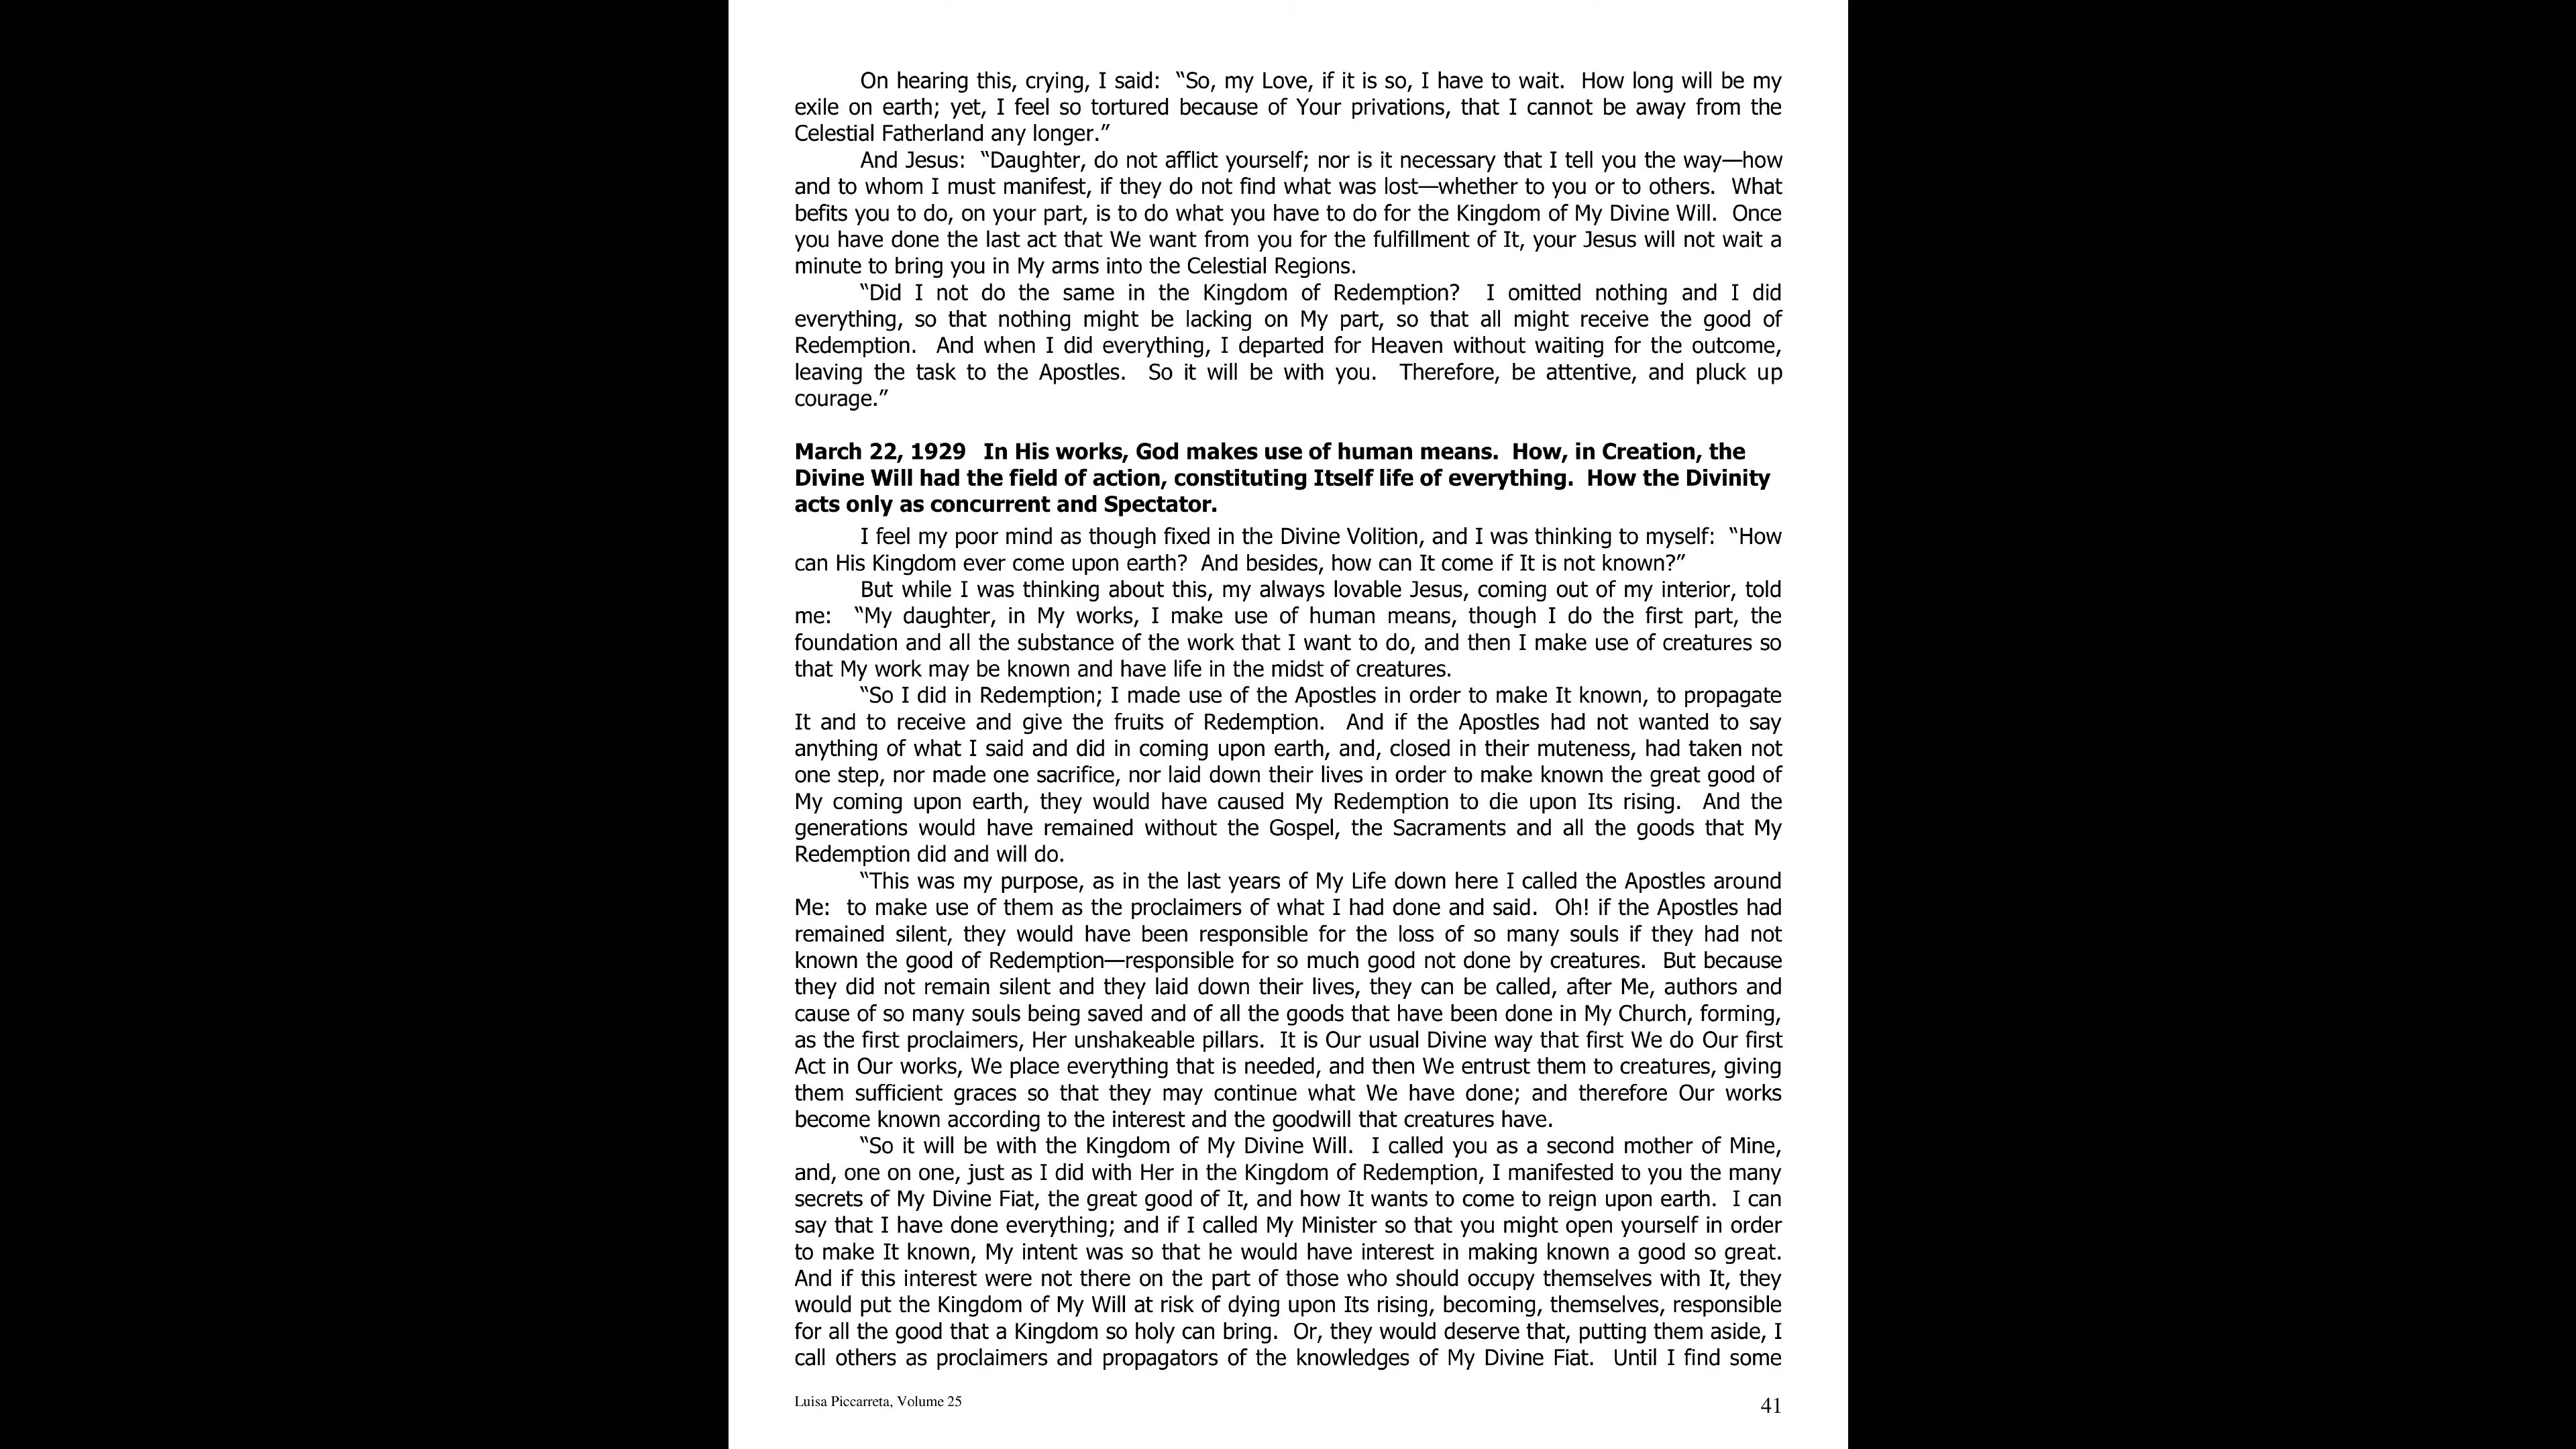 On hearing this, crying, I said: “So, my Love, if it is so, I have to wait. How long will be my
exile on earth; yet, I feel so tortured because of Your privations, that I cannot be away from the
Celestial Fatherland any longer.”
And Jesus: “Daughter, do not afflict yourself; nor is it necessary that I tell you the way—how
and to whom I must manifest, if they do not find what was lost—whether to you or to others. What
befits you to do, on your part, is to do what you have to do for the Kingdom of My Divine Will. Once
you have done the last act that We want from you for the fulfillment of It, your Jesus will not wait a
minute to bring you in My arms into the Celestial Regions.
“Did I not do the same in the Kingdom of Redemption? I omitted nothing and I did
everything, so that nothing might be lacking on My part, so that all might receive the good of
Redemption. And when I did everything, I departed for Heaven without waiting for the outcome,
leaving the task to the Apostles. So it will be with you. Therefore, be attentive, and pluck up
courage.”
March 22, 1929 In His works, God makes use of human means. How, in Creation, the
Divine Will had the field of action, constituting Itself life of everything. How the Divinity
acts only as concurrent and Spectator.
I feel my poor mind as though fixed in the Divine Volition, and I was thinking to myself: “How
can His Kingdom ever come upon earth? And besides, how can It come if It is not known?”
But while I was thinking about this, my always lovable Jesus, coming out of my interior, told
me: “My daughter, in My works, I make use of human means, though I do the first part, the
foundation and all the substance of the work that I want to do, and then I make use of creatures so
that My work may be known and have life in the midst of creatures.
“So I did in Redemption; I made use of the Apostles in order to make It known, to propagate
It and to receive and give the fruits of Redemption. And if the Apostles had not wanted to say
anything of what I said and did in coming upon earth, and, closed in their muteness, had taken not
one step, nor made one sacrifice, nor laid down their lives in order to make known the great good of
My coming upon earth, they would have caused My Redemption to die upon Its rising. And the
generations would have remained without the Gospel, the Sacraments and all the goods that My
Redemption did and will do.
“This was my purpose, as in the last years of My Life down here I called the Apostles around
Me: to make use of them as the proclaimers of what I had done and said. Oh! if the Apostles had
remained silent, they would have been responsible for the loss of so many souls if they had not
known the good of Redemption—responsible for so much good not done by creatures. But because
they did not remain silent and they laid down their lives, they can be called, after Me, authors and
cause of so many souls being saved and of all the goods that have been done in My Church, forming,
as the first proclaimers, Her unshakeable pillars. It is Our usual Divine way that first We do Our first
Act in Our works, We place everything that is needed, and then We entrust them to creatures, giving
them sufficient graces so that they may continue what We have done; and therefore Our works
become known according to the interest and the goodwill that creatures have.
“So it will be with the Kingdom of My Divine Will. I called you as a second mother of Mine,
and, one on one, just as I did with Her in the Kingdom of Redemption, I manifested to you the many
secrets of My Divine Fiat, the great good of It, and how It wants to come to reign upon earth. I can
say that I have done everything; and if I called My Minister so that you might open yourself in order
to make It known, My intent was so that he would have interest in making known a good so great.
And if this interest were not there on the part of those who should occupy themselves with It, they
would put the Kingdom of My Will at risk of dying upon Its rising, becoming, themselves, responsible
for all the good that a Kingdom so holy can bring. Or, they would deserve that, putting them aside, I
call others as proclaimers and propagators of the knowledges of My Divine Fiat. Until I find some
Luisa Piccarreta, Volume 25
41